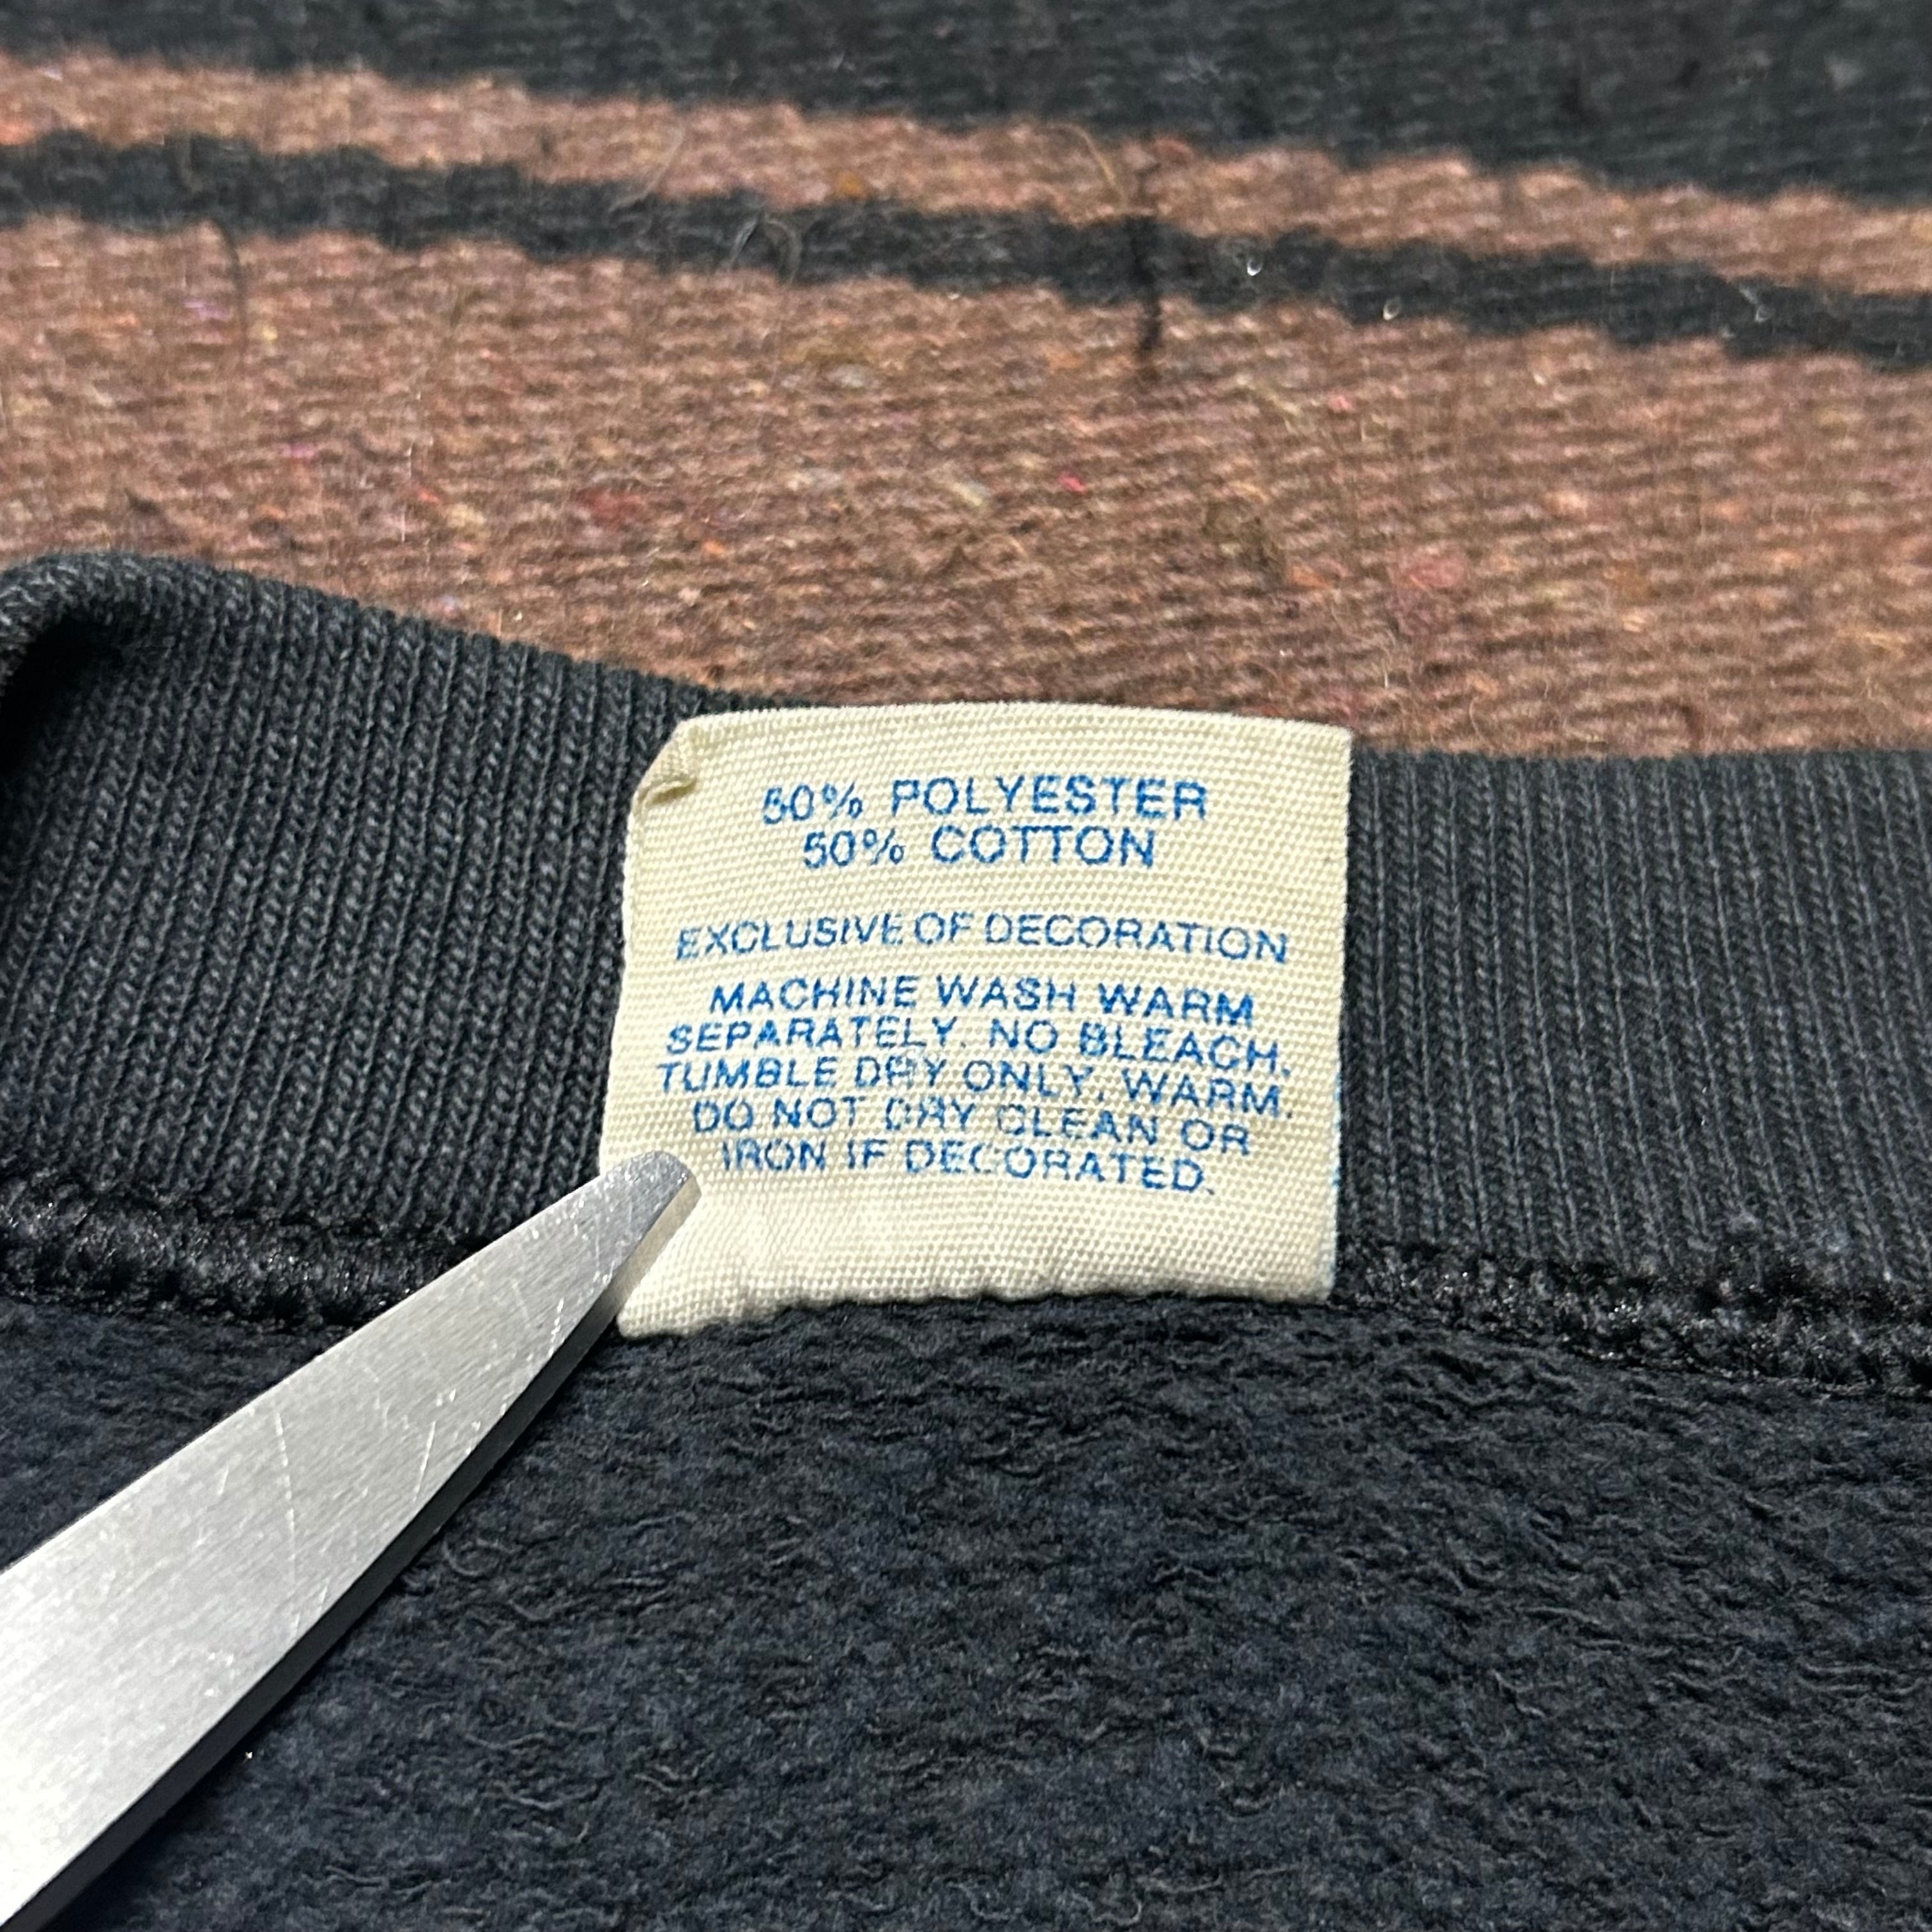 50% POLYESTER
50% COTTON
EXCLUSIVE OF DECORATION
MACHINE WASH WARM
SEPARATELY. NO BLEACH.
TUMBLE DRY ONLY, WARM.
DO NOT DRY CLEAN OR
IRON IF DECORATED.